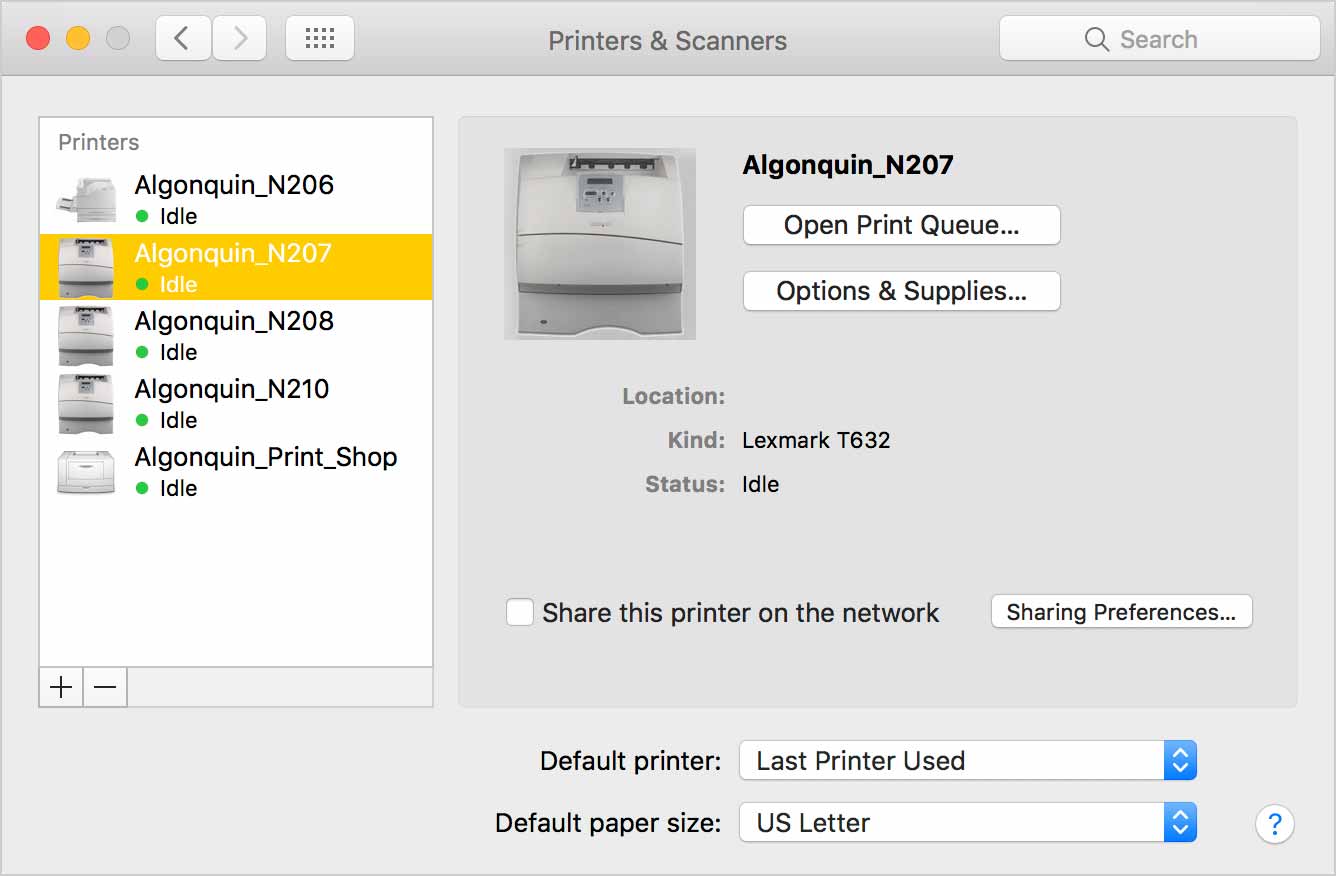 Printers & Scanners
Search
Printers
Algonquin_N206
Idle
Algonquin_N207
Idle
Algonquin_N208
Idle
Algonquin_N210
Idle
Algonquin_Print_Shop
Idle
Algonquin_N207
Open Print Queue...
Options & Supplies...
Location:
Kind: Lexmark T632
Status: Idle
Share this printer on the network
Sharing Preferences...
Default printer: Last Printer Used
Default paper size: US Letter
?